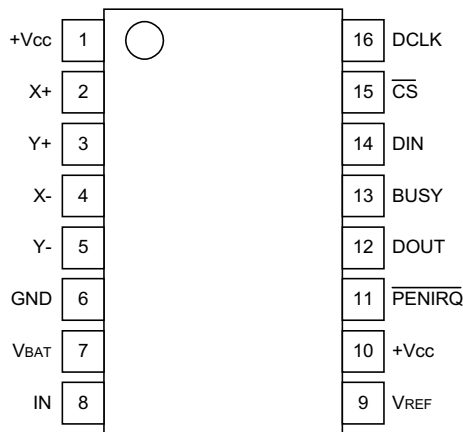 +Vcc 1 16 DCLK
X+ 2 15 CS
Y+ 3 14 DIN
X- 4 13 BUSY
Y- 5 12 DOUT
GND 6 11 PENIRQ
VBAT 7 10 +Vcc
IN 8 9 VREF